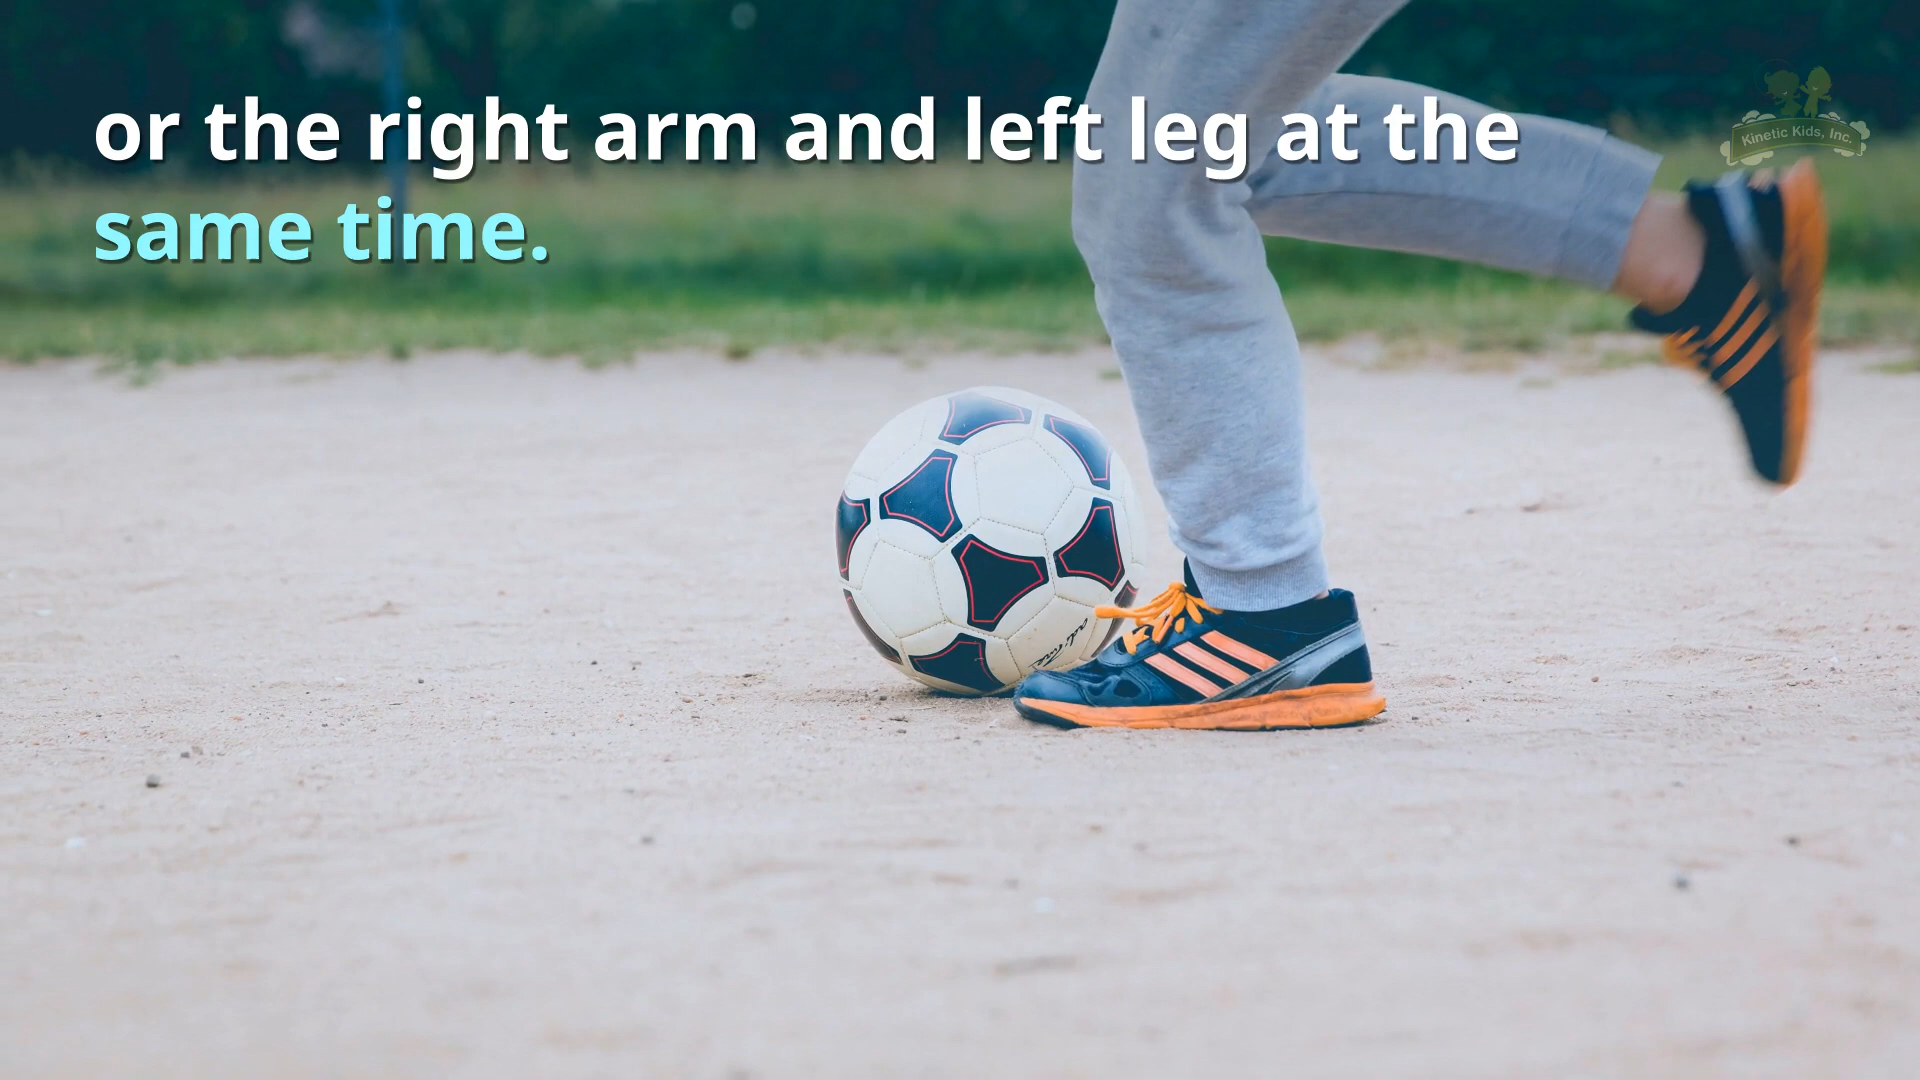 or the right arm and left leg at the
same time.
Kinetic Kids, Inc.